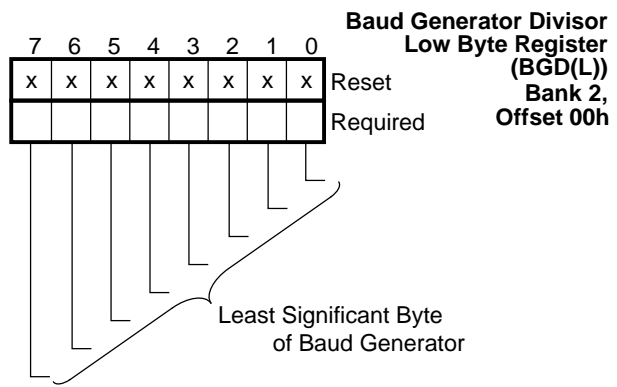 Baud Generator Divisor
Low Byte Register
(BGD(L))
Bank 2,
Offset 00h
7 6 5 4 3 2 1 0
x x x x x x x x Reset
Required
Least Significant Byte
of Baud Generator